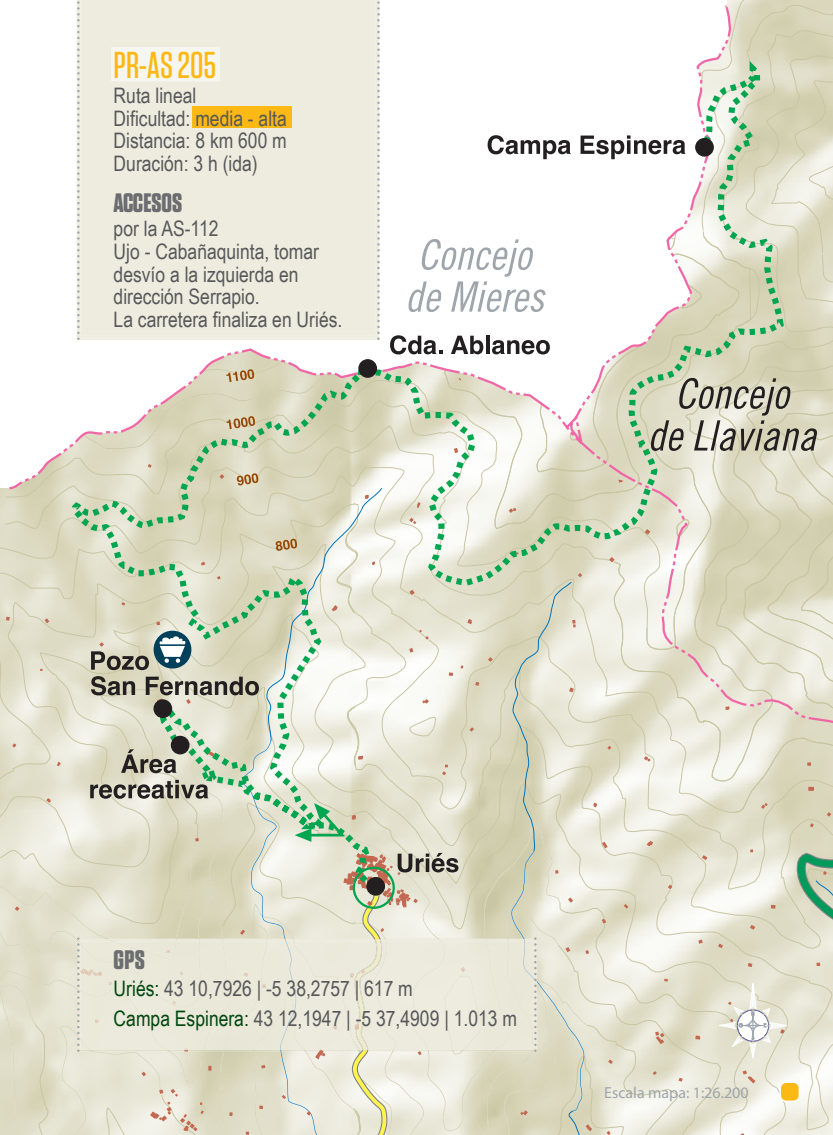 PR-AS 205
Ruta lineal
Dificultad: media - alta
Distancia: 8 km 600 m
Duración: 3 h (ida)
ACCESOS
por la AS-112
Ujo - Cabañaquinta, tomar
desvío a la izquierda en
dirección Serrapio.
La carretera finaliza en Uriés.
Campa Espinera
Concejo
de Mieres
Cda. Ablaneo
1100
1000
900
800
Concejo
de Llaviana
Pozo
San Fernando
Área
recreativa
Uriés
GPS
Uriés: 43 10,7926 | -5 38,2757 | 617 m
Campa Espinera: 43 12,1947 | -5 37,4909 | 1.013 m
Escala mapa: 1:26.200